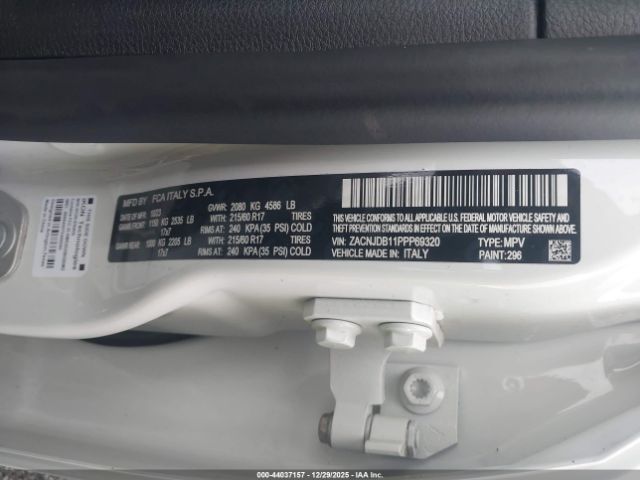 MFD BY FCA ITALY S.P.A.
MFG DATE: 10/23 GVWR: 2080 KG 4586 LB
GAWR FRONT: 1150 KG 2535 LB 215/60 R17 TIRES
17x7 RIMS AT: 240 KPA (35 PSI) COLD
GAWR REAR: 1000 KG 2205 LB 215/60 R17 TIRES
17x7 RIMS AT: 240 KPA (35 PSI) COLD
THIS VEHICLE CONFORMS TO ALL APPLICABLE U.S. FEDERAL MOTOR VEHICLE
SAFETY, BUMPER, AND THEFT PREVENTION STANDARDS IN EFFECT ON THE DATE OF MANUFACTURE SHOWN ABOVE.
VIN: ZACNJDB11PPP69320 TYPE: MPV
VEHICLE MADE IN: ITALY PAINT: 296
000-44037157 - 12/29/2025 - IAA Inc.